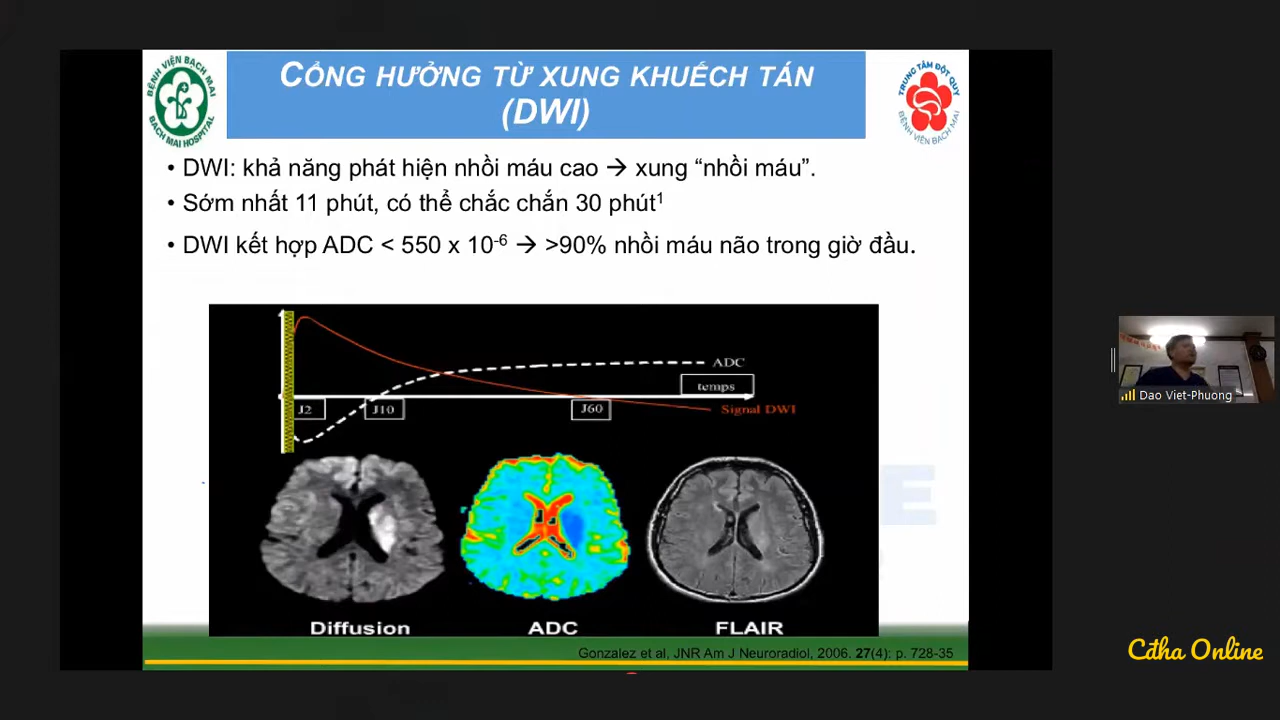 BỆNH VIỆN BẠCH MAI
BACH MAI HOSPITAL
CỔNG HƯỞNG TỪ XUNG KHUẾCH TÁN
(DWI)
TRUNG TÂM ĐỘT QUỴ
BỆNH VIỆN BẠCH MAI
• DWI: khả năng phát hiện nhồi máu cao → xung “nhồi máu”.
• Sớm nhất 11 phút, có thể chắc chắn 30 phút¹
• DWI kết hợp ADC < 550 x 10⁻⁶ → >90% nhồi máu não trong giờ đầu.
ADC
temps
J2
J10
J60
Signal DWI
Diffusion
ADC
FLAIR
Gonzalez et al, JNR Am J Neuroradiol, 2006. 27(4): p. 728-35
Dao Viet-Phuong
Cđha Online